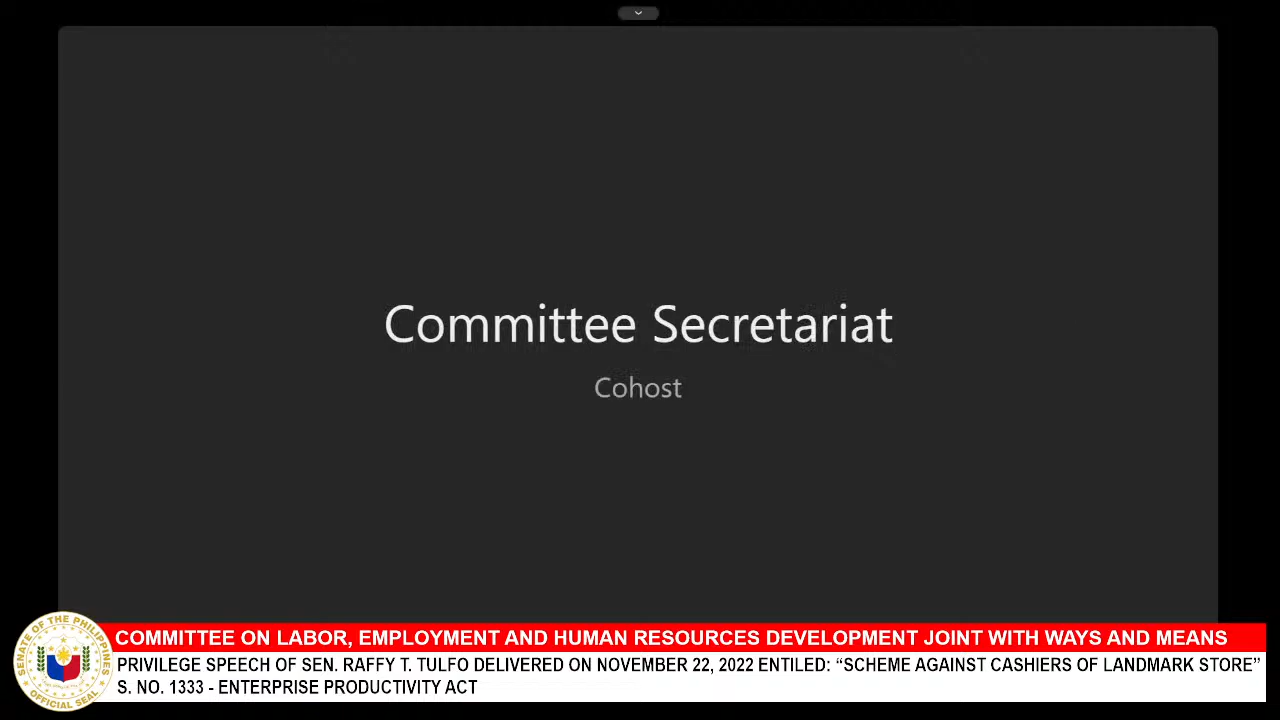 Committee Secretariat
Cohost
COMMITTEE ON LABOR, EMPLOYMENT AND HUMAN RESOURCES DEVELOPMENT JOINT WITH WAYS AND MEANS
PRIVILEGE SPEECH OF SEN. RAFFY T. TULFO DELIVERED ON NOVEMBER 22, 2022 ENTILED: “SCHEME AGAINST CASHIERS OF LANDMARK STORE”
S. NO. 1333 - ENTERPRISE PRODUCTIVITY ACT
SENATE OF THE PHILIPPINES
OFFICIAL SEAL